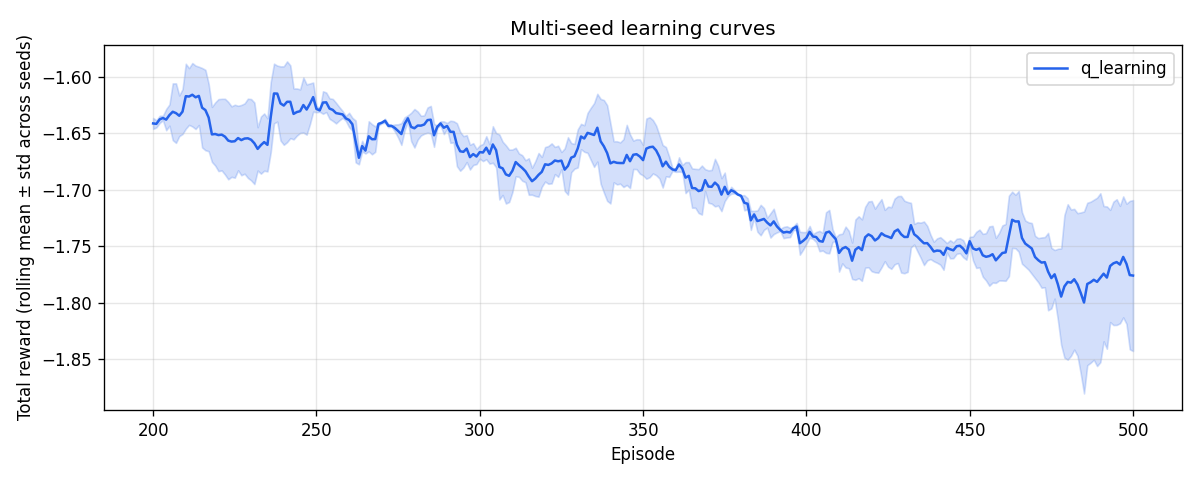 Multi-seed learning curves
q_learning
Total reward (rolling mean ± std across seeds)
−1.60
−1.65
−1.70
−1.75
−1.80
−1.85
200 250 300 350 400 450 500
Episode